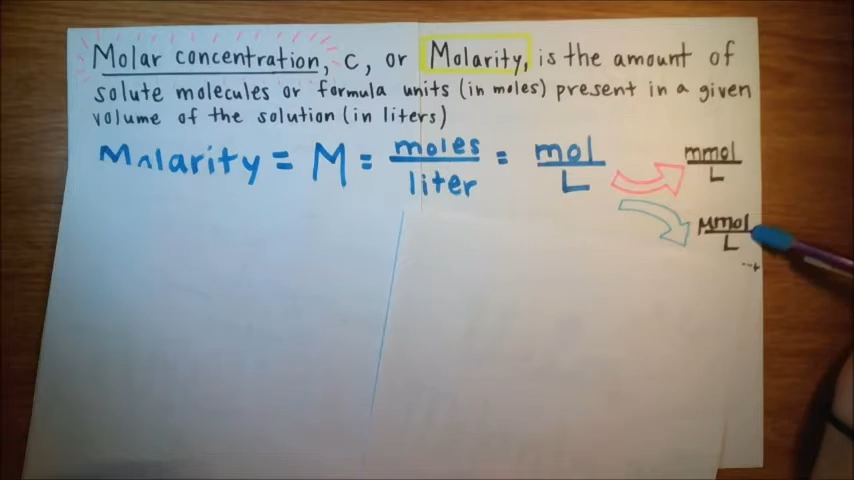 Molar concentration, C, or Molarity, is the amount of
solute molecules or formula units (in moles) present in a given
volume of the solution (in liters)
Molarity = M = moles/liter = mol/L
mmol/L
μmol/L
...